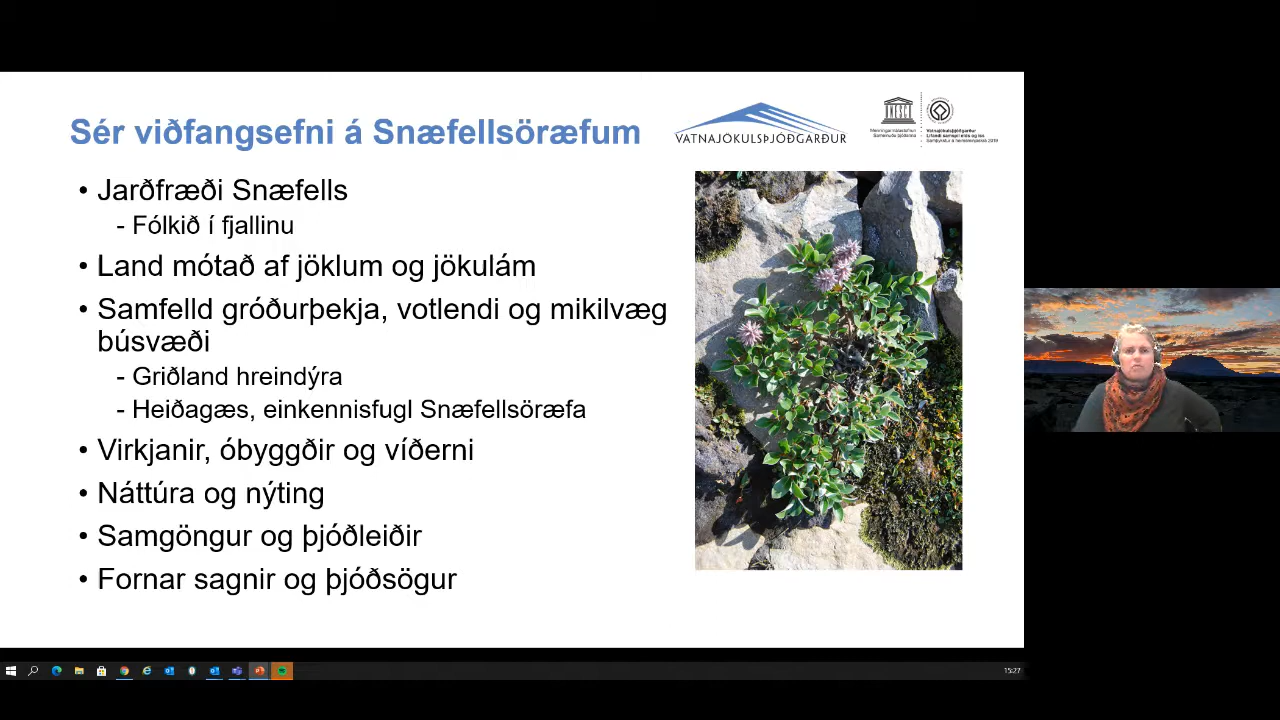 Sér viðfangsefni á Snæfellsöræfum
VATNAJÖKULSÞJÓÐGARÐUR
• Jarðfræði Snæfells
- Fólkið í fjallinu
• Land mótað af jöklum og jökulám
• Samfelld gróðurþekja, votlendi og mikilvæg
búsvæði
- Griðland hreindýra
- Heiðagæs, einkennisfugl Snæfellsöræfa
• Virkjanir, óbyggðir og víðerni
• Náttúra og nýting
• Samgöngur og þjóðleiðir
• Fornar sagnir og þjóðsögur
15:27